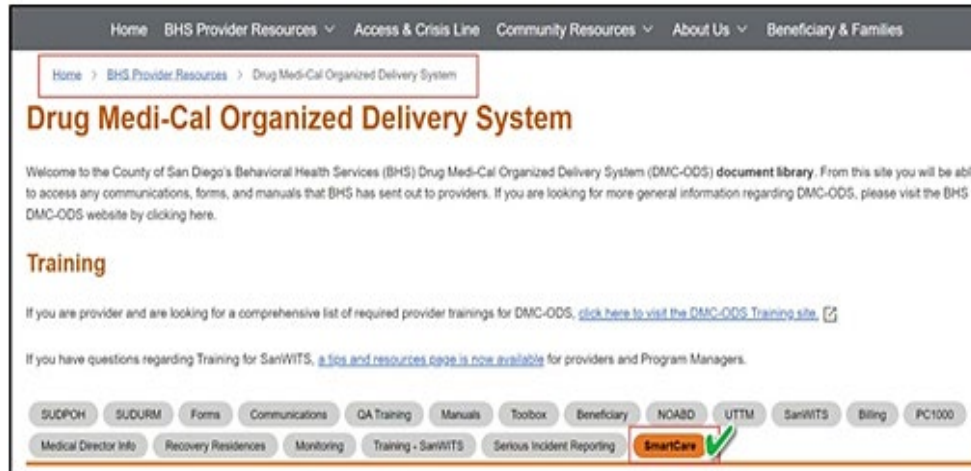 Home BHS Provider Resources Access & Crisis Line Community Resources About Us Beneficiary & Families
Home > BHS Provider Resources > Drug Medi-Cal Organized Delivery System
Drug Medi-Cal Organized Delivery System
Welcome to the County of San Diego's Behavioral Health Services (BHS) Drug Medi-Cal Organized Delivery System (DMC-ODS) document library. From this site you will be abl
to access any communications, forms, and manuals that BHS has sent out to providers. If you are looking for more general information regarding DMC-ODS, please visit the BHS
DMC-ODS website by clicking here.
Training
If you are provider and are looking for a comprehensive list of required provider trainings for DMC-ODS, click here to visit the DMC-ODS Training site.
If you have questions regarding Training for SanWITS, a tips and resources page is now available for providers and Program Managers.
SUDPOH SUDURM Forms Communications QA Training Manuals Toolbox Beneficiary NOABD UTTM SanWITS Billing PC1000
Medical Director Info Recovery Residences Monitoring Training - SanWITS Serious Incident Reporting SmartCare